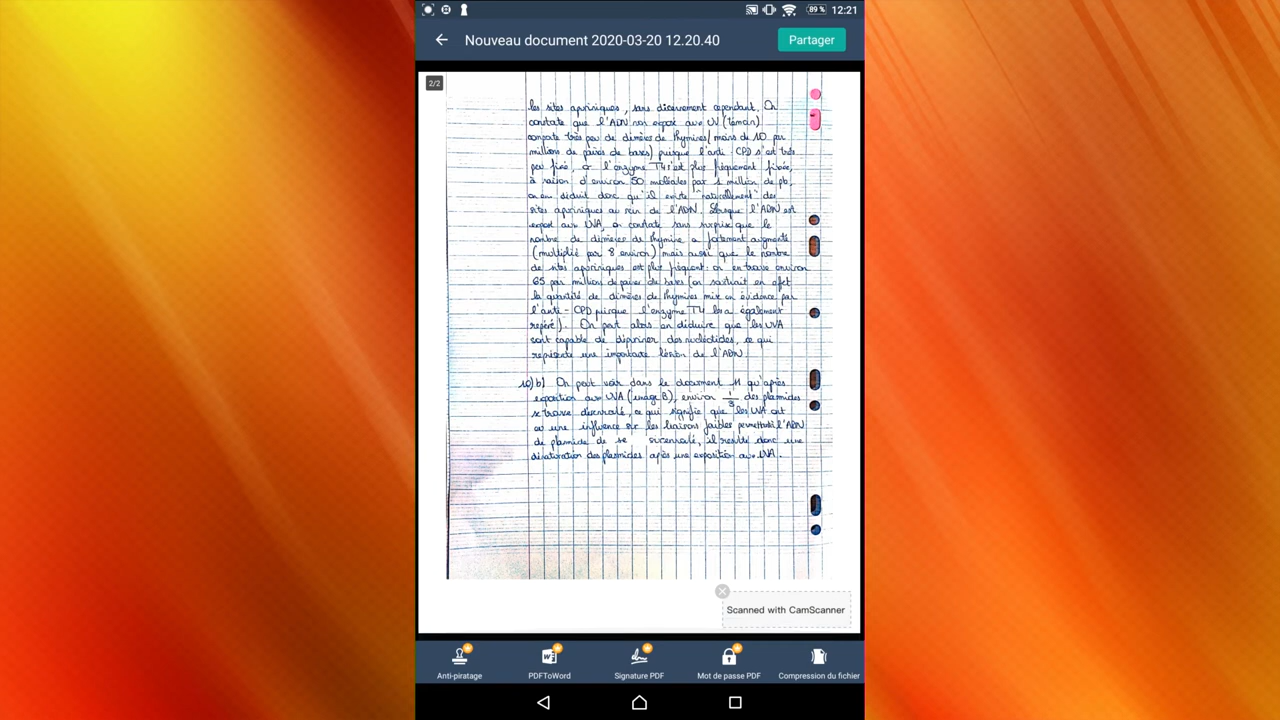 89 % 12:21
Nouveau document 2020-03-20 12.20.40
Partager
2/2
les sites apuriniques, sans discernement cependant. On
constate que l'ADN non exposé aux UV (témoin)
compte très peu de dimères de thymines (moins de 10 par
millions de paires de bases) puisque l'anti-CPD s'est très
peu fixée, or l'enzyme T4 s'est plus fréquemment fixée,
à raison d'environ 50 molécules par 1 million de pb,
on en déduit donc qu'il existe "naturellement" des
sites apuriniques au sein de l'ADN. Lorsque l'ADN est
exposé aux UVA, on constate sans surprise que le
nombre de dimères de thymine a fortement augmenté
(multiplié par 8 environ) mais aussi que le nombre
de sites apuriniques est plus fréquent : on en trouve environ
65 par millions de paires de bases (on soustrait en effet
la quantité de dimères de thymines mise en évidence par
l'anti-CPD puisque l'enzyme T4 les a également
repéré). On peut alors en déduire que les UVA
sont capable de dépuriner des nucléotides, ce qui
représente une importante lésion de l'ADN.
10)b) On peut voir dans le document 11 qu'après
exposition aux UVA (image B), environ 1/3 des plasmides
se trouve désenroulé, ce qui signifie que les UVA ont
eu une influence sur les liaisons faibles permettant l'ADN
de plasmide de se surenroulé, il résulte donc une
des plasmides après une exposition aux UVA.
Scanned with CamScanner
Anti-piratage
PDFToWord
Signature PDF
Mot de passe PDF
Compression du fichier